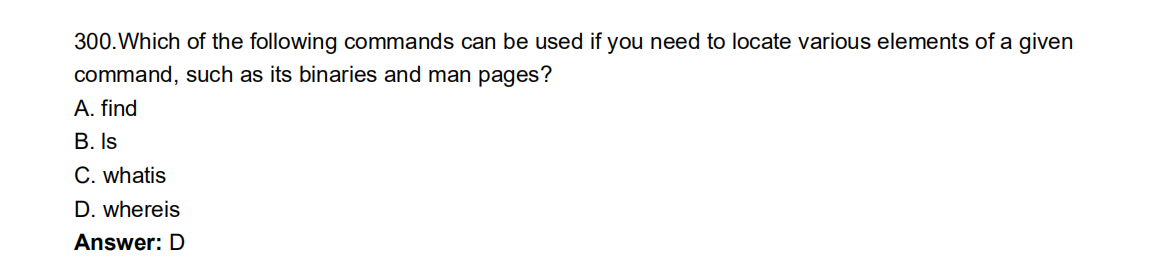 300.Which of the following commands can be used if you need to locate various elements of a given
command, such as its binaries and man pages?
A. find
B. ls
C. whatis
D. whereis
Answer: D